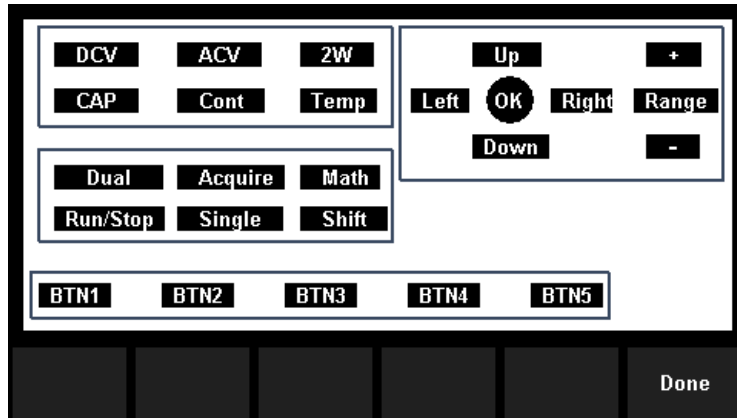 DCV ACV 2W
CAP Cont Temp
Up +
Left OK Right Range
Down -
Dual Acquire Math
Run/Stop Single Shift
BTN1 BTN2 BTN3 BTN4 BTN5
Done